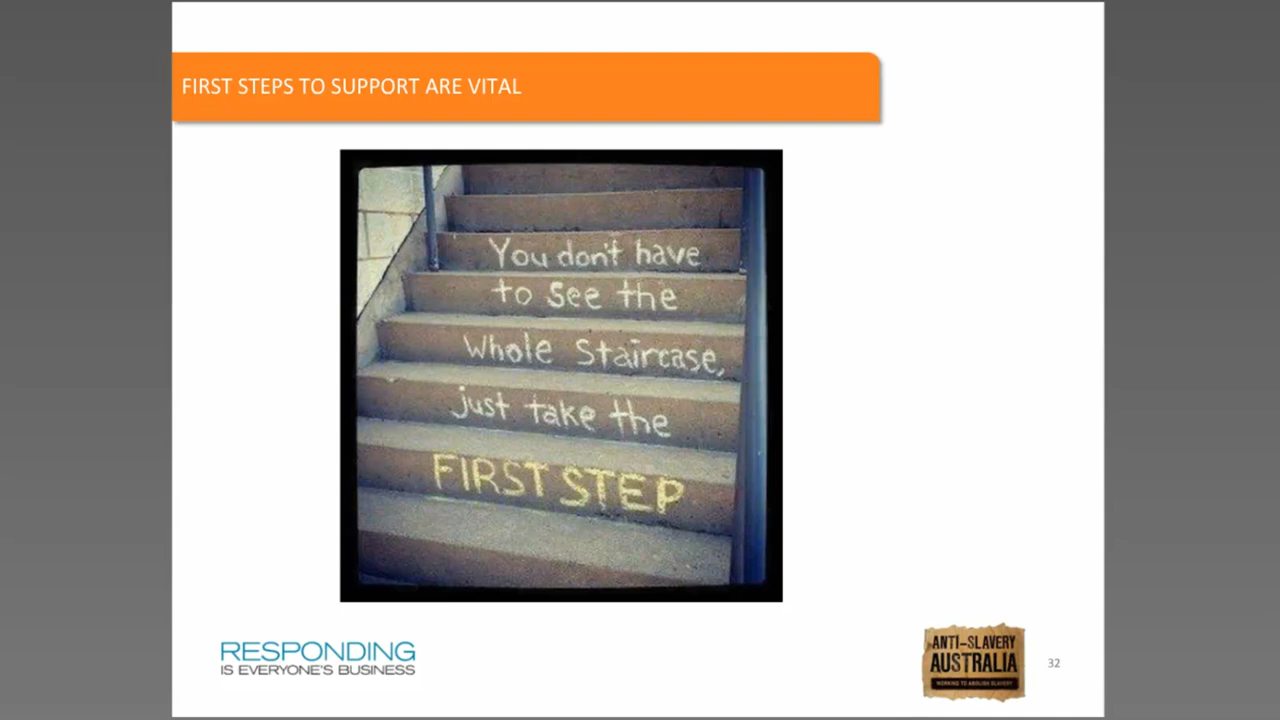 FIRST STEPS TO SUPPORT ARE VITAL
You don't have
to see the
Whole Staircase,
just take the
FIRST STEP
RESPONDING
IS EVERYONE'S BUSINESS
ANTI-SLAVERY
AUSTRALIA
WORKING TO ABOLISH SLAVERY
32